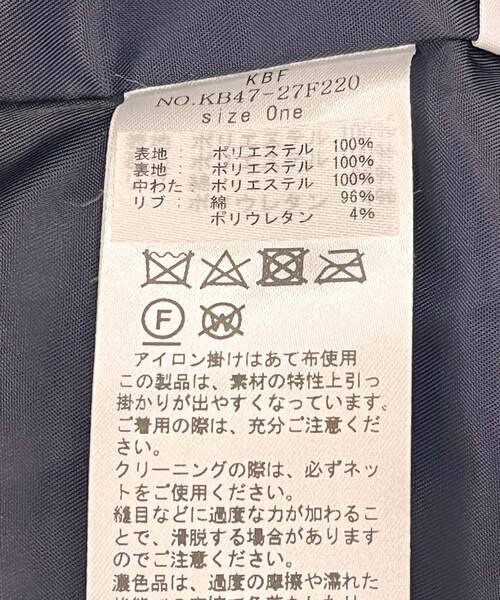 KBF
NO.KB47-27F220
size One
表地 : ポリエステル 100%
裏地 : ポリエステル 100%
中わた : ポリエステル 100%
リブ : 綿 96%
ポリウレタン 4%
F
W
アイロン掛けはあて布使用
この製品は、素材の特性上引っ
掛かりが出やすくなっています。
ご着用の際は、充分ご注意くだ
さい。
クリーニングの際は、必ずネッ
トをご使用ください。
縫目などに過度な力が加わるこ
とで、滑脱する場合があります
のでご注意ください。
濃色品は、過度の摩擦や濡れた